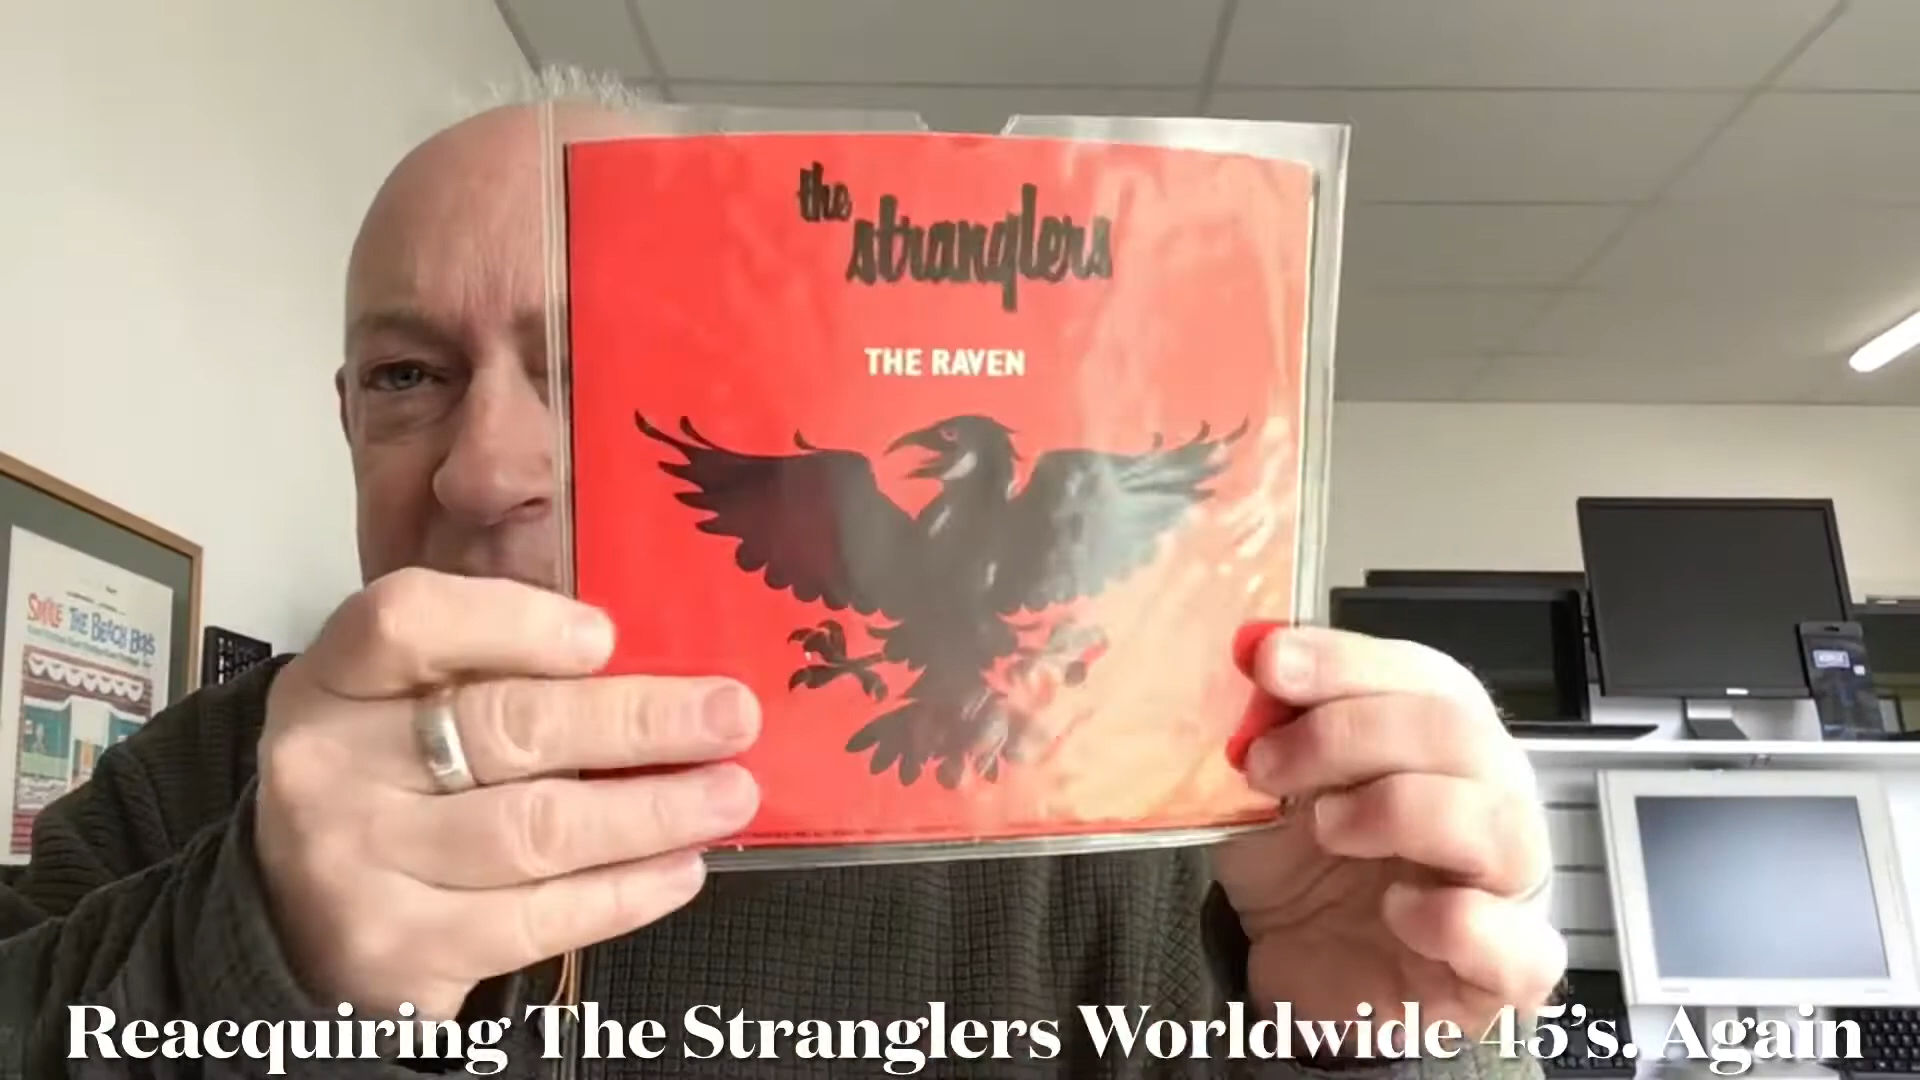 the
stranglers
THE RAVEN
SMiLE THE BEACH BOYS
Reacquiring The Stranglers Worldwide 45's. Again